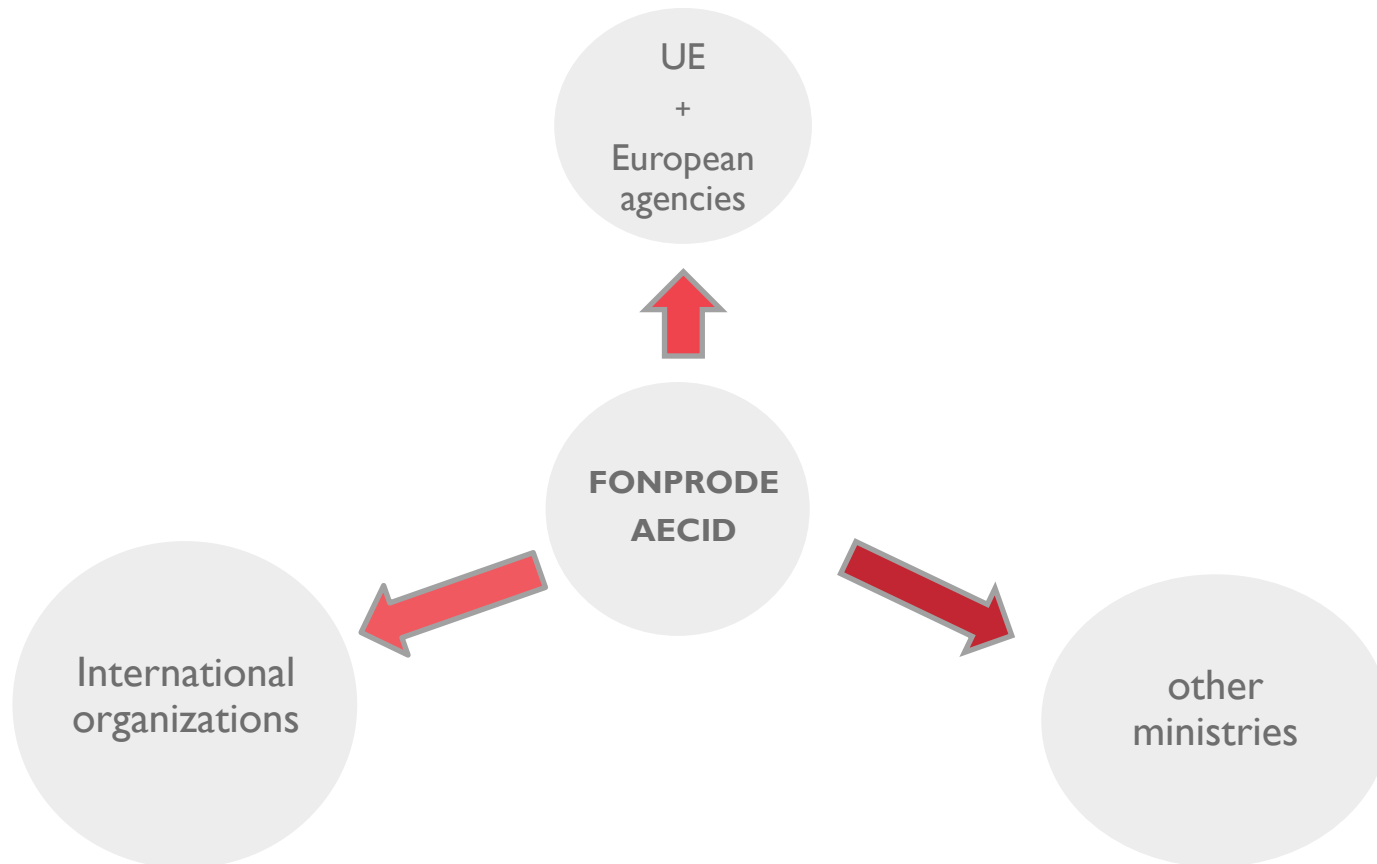 UE
+
European
agencies
FONPRODE
AECID
International
organizations
other
ministries